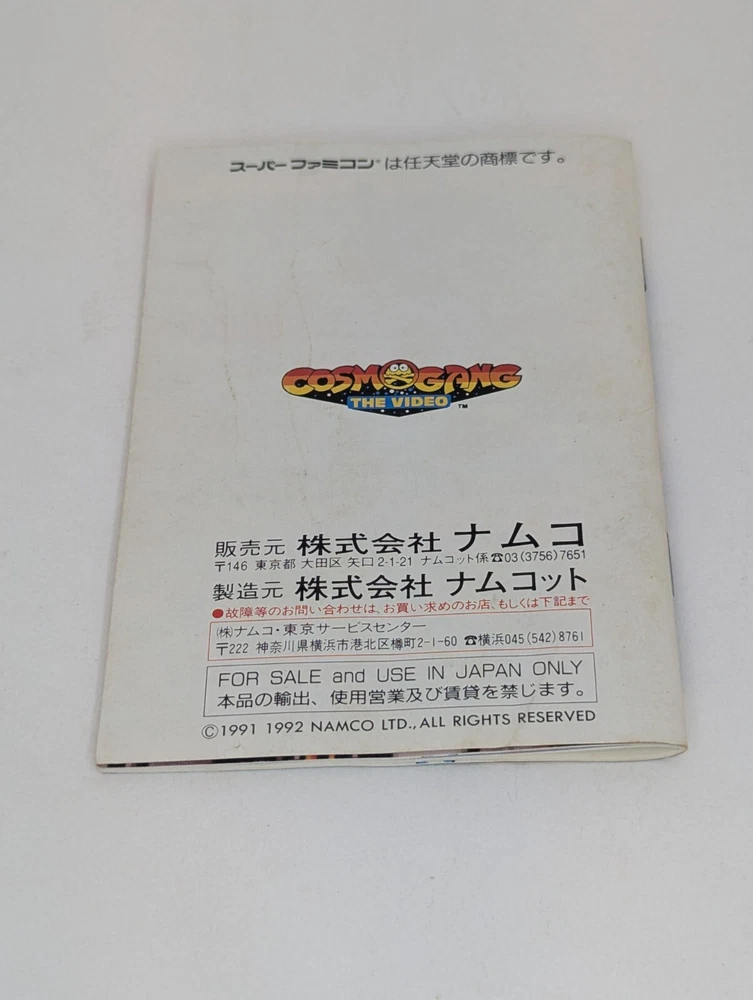 スーパーファミコン®は任天堂の商標です。
COSMOGANG
THE VIDEO ™
販売元 株式会社 ナムコ
〒146 東京都 大田区 矢口2-1-21 ナムコット係☎03(3756)7651
製造元 株式会社 ナムコット
●故障等のお問い合わせは、お買い求めのお店、もしくは下記まで
㈱ナムコ・東京サービスセンター
〒222 神奈川県横浜市港北区樽町2-1-60 ☎横浜045(542)8761
FOR SALE and USE IN JAPAN ONLY
本品の輸出、使用営業及び賃貸を禁じます。
©1991 1992 NAMCO LTD., ALL RIGHTS RESERVED